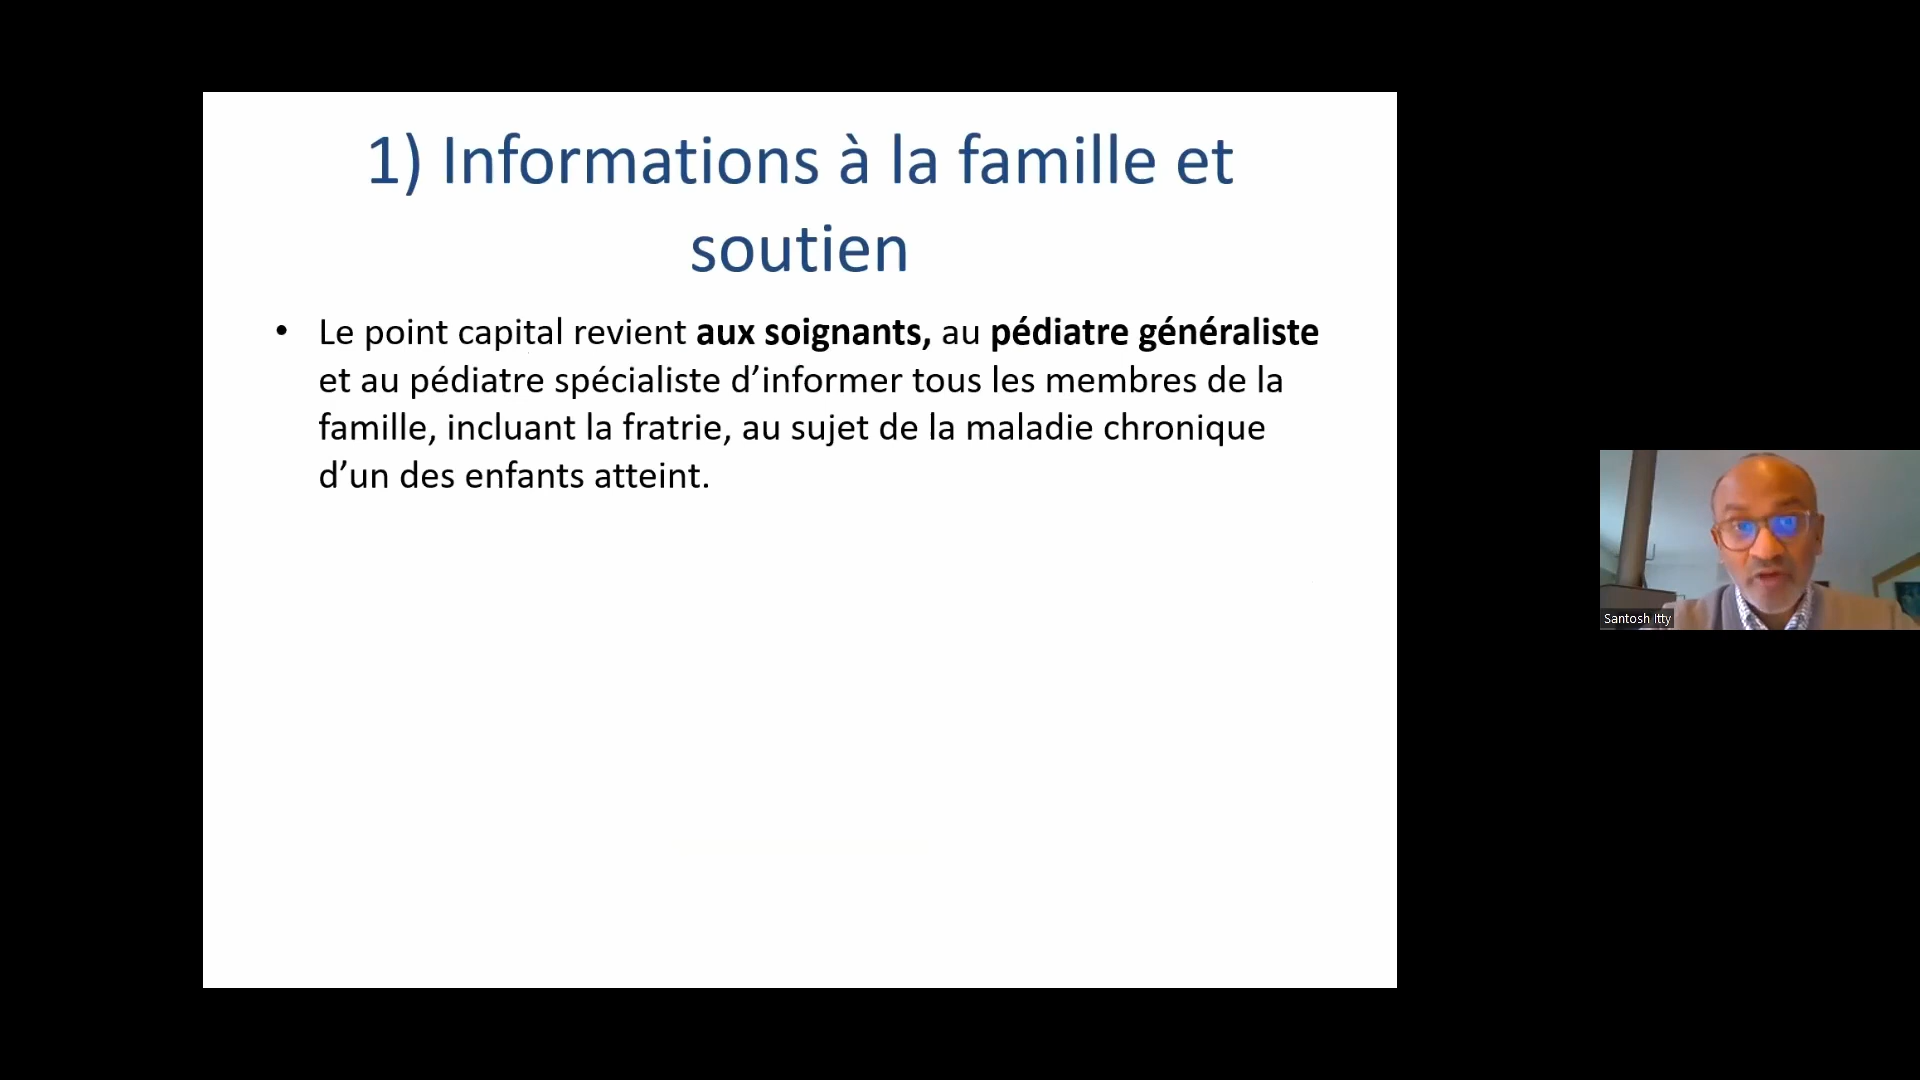 1) Informations à la famille et
soutien
• Le point capital revient aux soignants, au pédiatre généraliste
et au pédiatre spécialiste d’informer tous les membres de la
famille, incluant la fratrie, au sujet de la maladie chronique
d’un des enfants atteint.
Santosh Itty